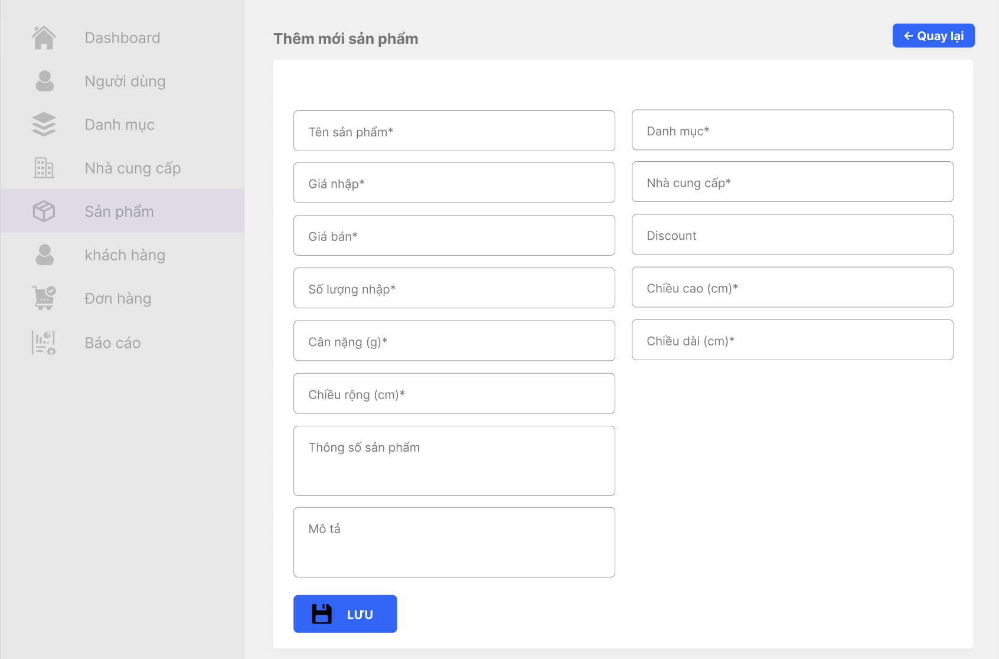 Dashboard
Người dùng
Danh mục
Nhà cung cấp
Sản phẩm
khách hàng
Đơn hàng
Báo cáo
Thêm mới sản phẩm
← Quay lại
Tên sản phẩm*
Danh mục*
Giá nhập*
Nhà cung cấp*
Giá bán*
Discount
Số lượng nhập*
Chiều cao (cm)*
Cân nặng (g)*
Chiều dài (cm)*
Chiều rộng (cm)*
Thông số sản phẩm
Mô tả
LƯU